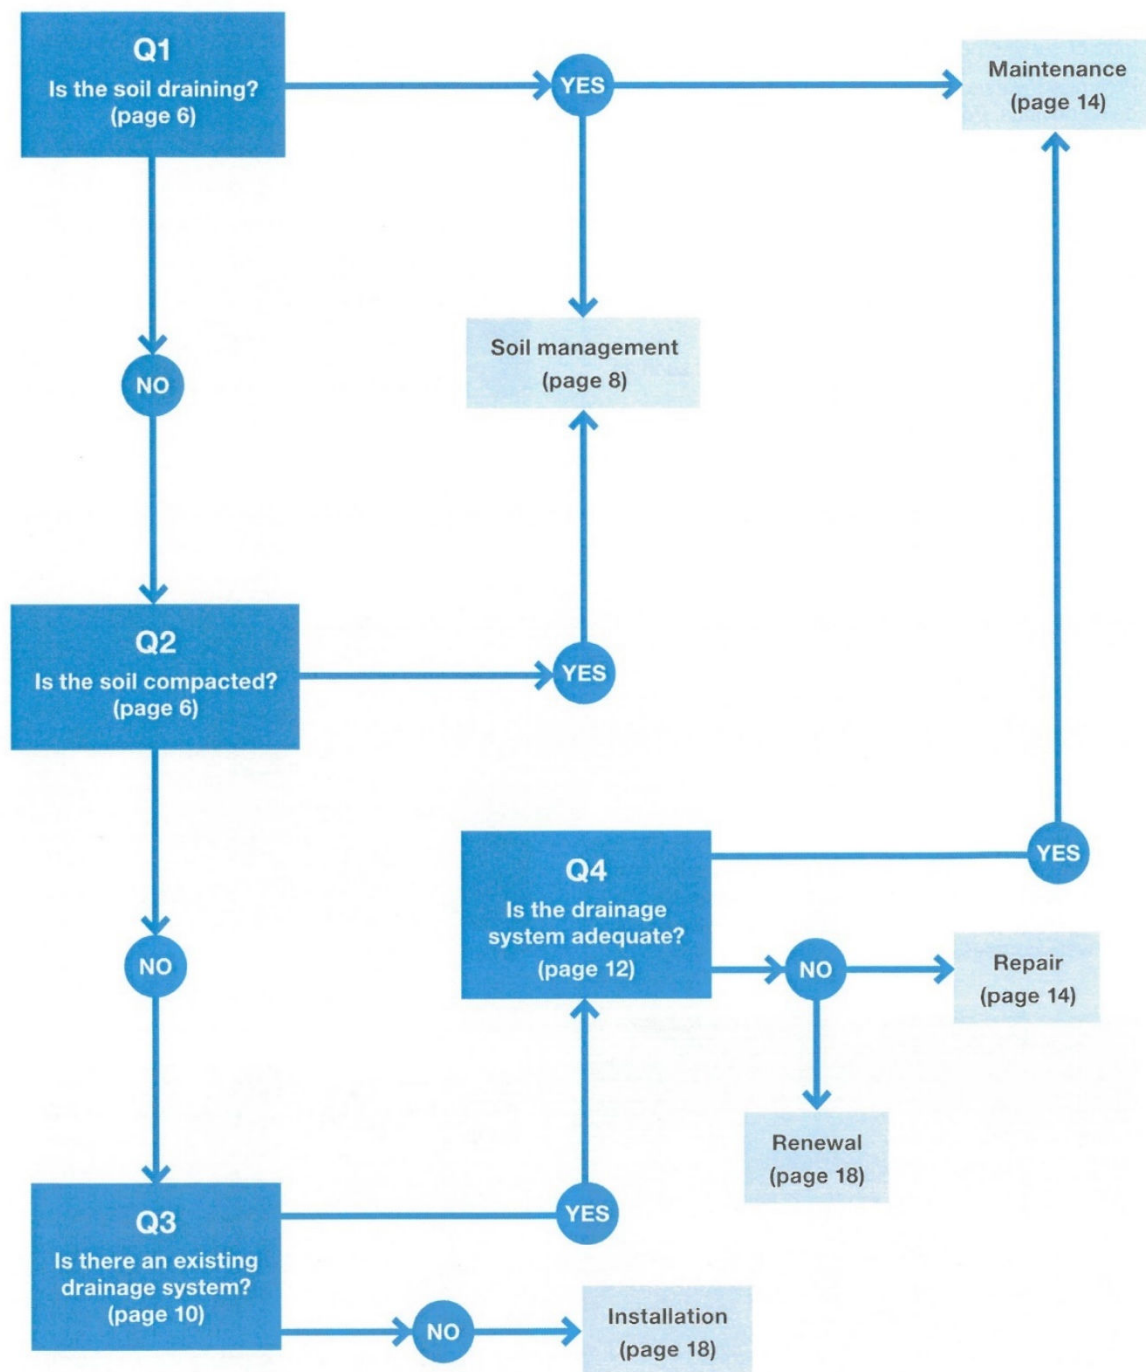 Q1
Is the soil draining?
(page 6)
YES
Maintenance
(page 14)
NO
Soil management
(page 8)
Q2
Is the soil compacted?
(page 6)
YES
NO
Q4
Is the drainage
system adequate?
(page 12)
YES
NO
Repair
(page 14)
Renewal
(page 18)
Q3
Is there an existing
drainage system?
(page 10)
YES
NO
Installation
(page 18)